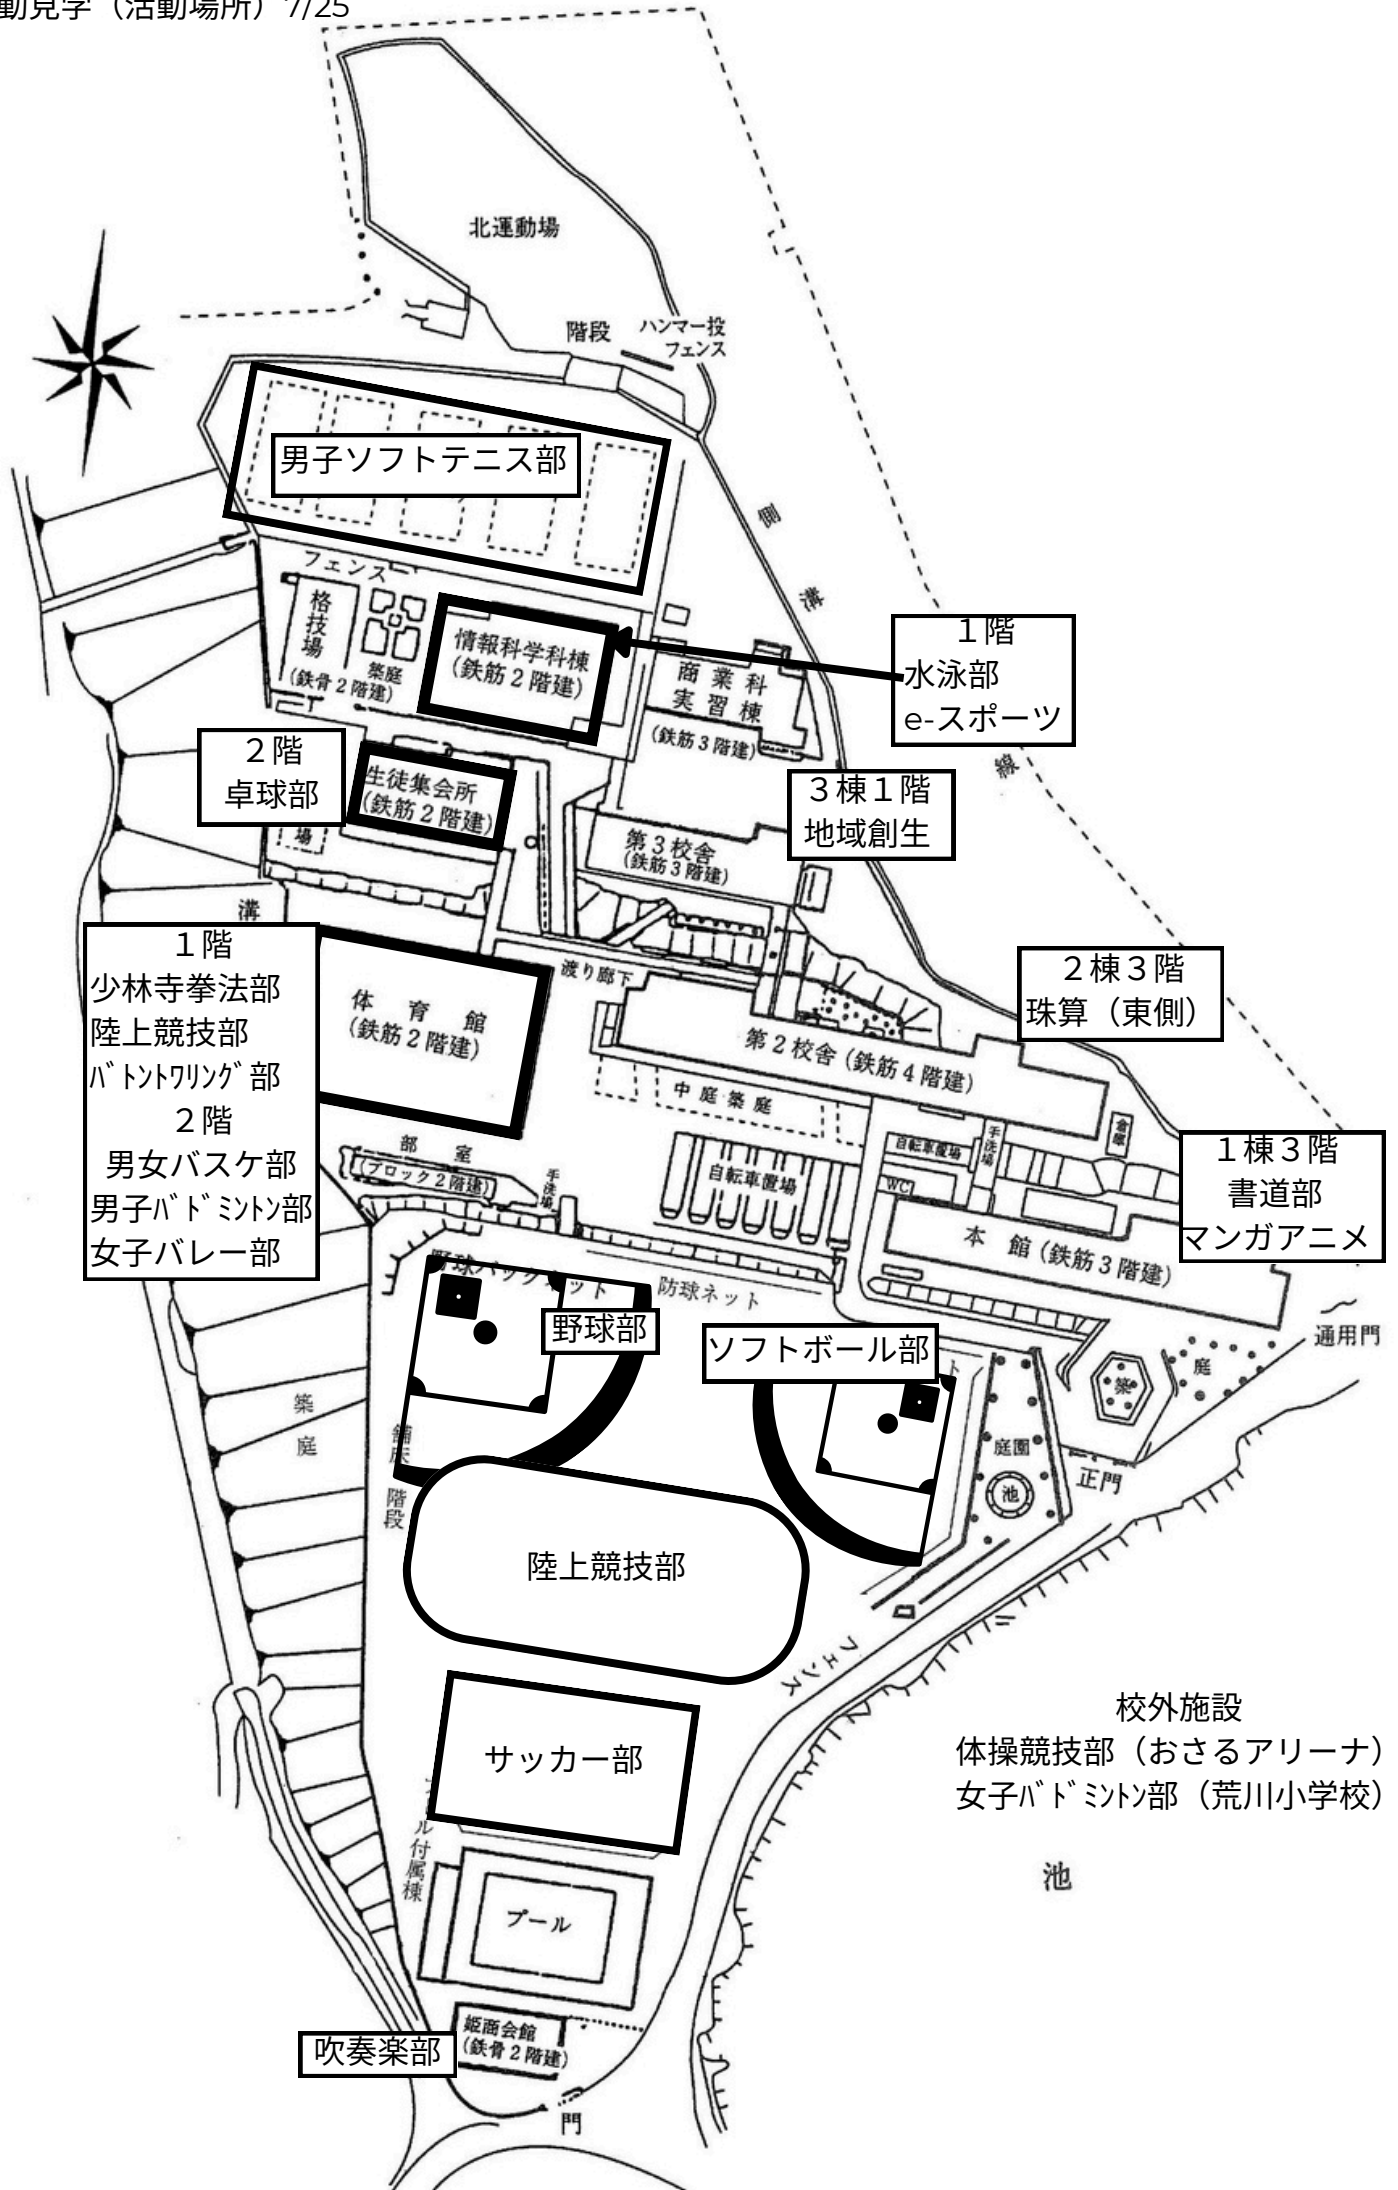 動見学（活動場所）7/25
北運動場
階段
ハンマー投
フェンス
男子ソフトテニス部
側
溝
フェンス
格技場
(鉄骨２階建)
築庭
情報科学科棟
(鉄筋２階建)
商業科
実習棟
(鉄筋３階建)
１階
水泳部
e-スポーツ
線
２階
卓球部
生徒集会所
(鉄筋２階建)
場
３棟１階
地域創生
第３校舎
(鉄筋３階建)
溝
１階
少林寺拳法部
陸上競技部
ﾊﾞﾄﾝﾄﾜﾘﾝｸﾞ部
２階
男女バスケ部
男子ﾊﾞﾄﾞﾐﾝﾄﾝ部
女子バレー部
体育館
(鉄筋２階建)
渡り廊下
２棟３階
珠算（東側）
第２校舎(鉄筋４階建)
中庭築庭
部室
(ブロック２階建)
手洗場
自転車置場
自転車置場
手洗場
倉庫
WC
１棟３階
書道部
マンガアニメ
本館(鉄筋３階建)
野球バックネット
防球ネット
野球部
ソフトボール部
ト
通用門
築
庭
築
庭
階段
庭園
池
正門
陸上競技部
フェンス
サッカー部
校外施設
体操競技部（おさるアリーナ）
女子ﾊﾞﾄﾞﾐﾝﾄﾝ部（荒川小学校）
池
ル付属棟
プール
吹奏楽部
姫商会館
(鉄骨２階建)
門